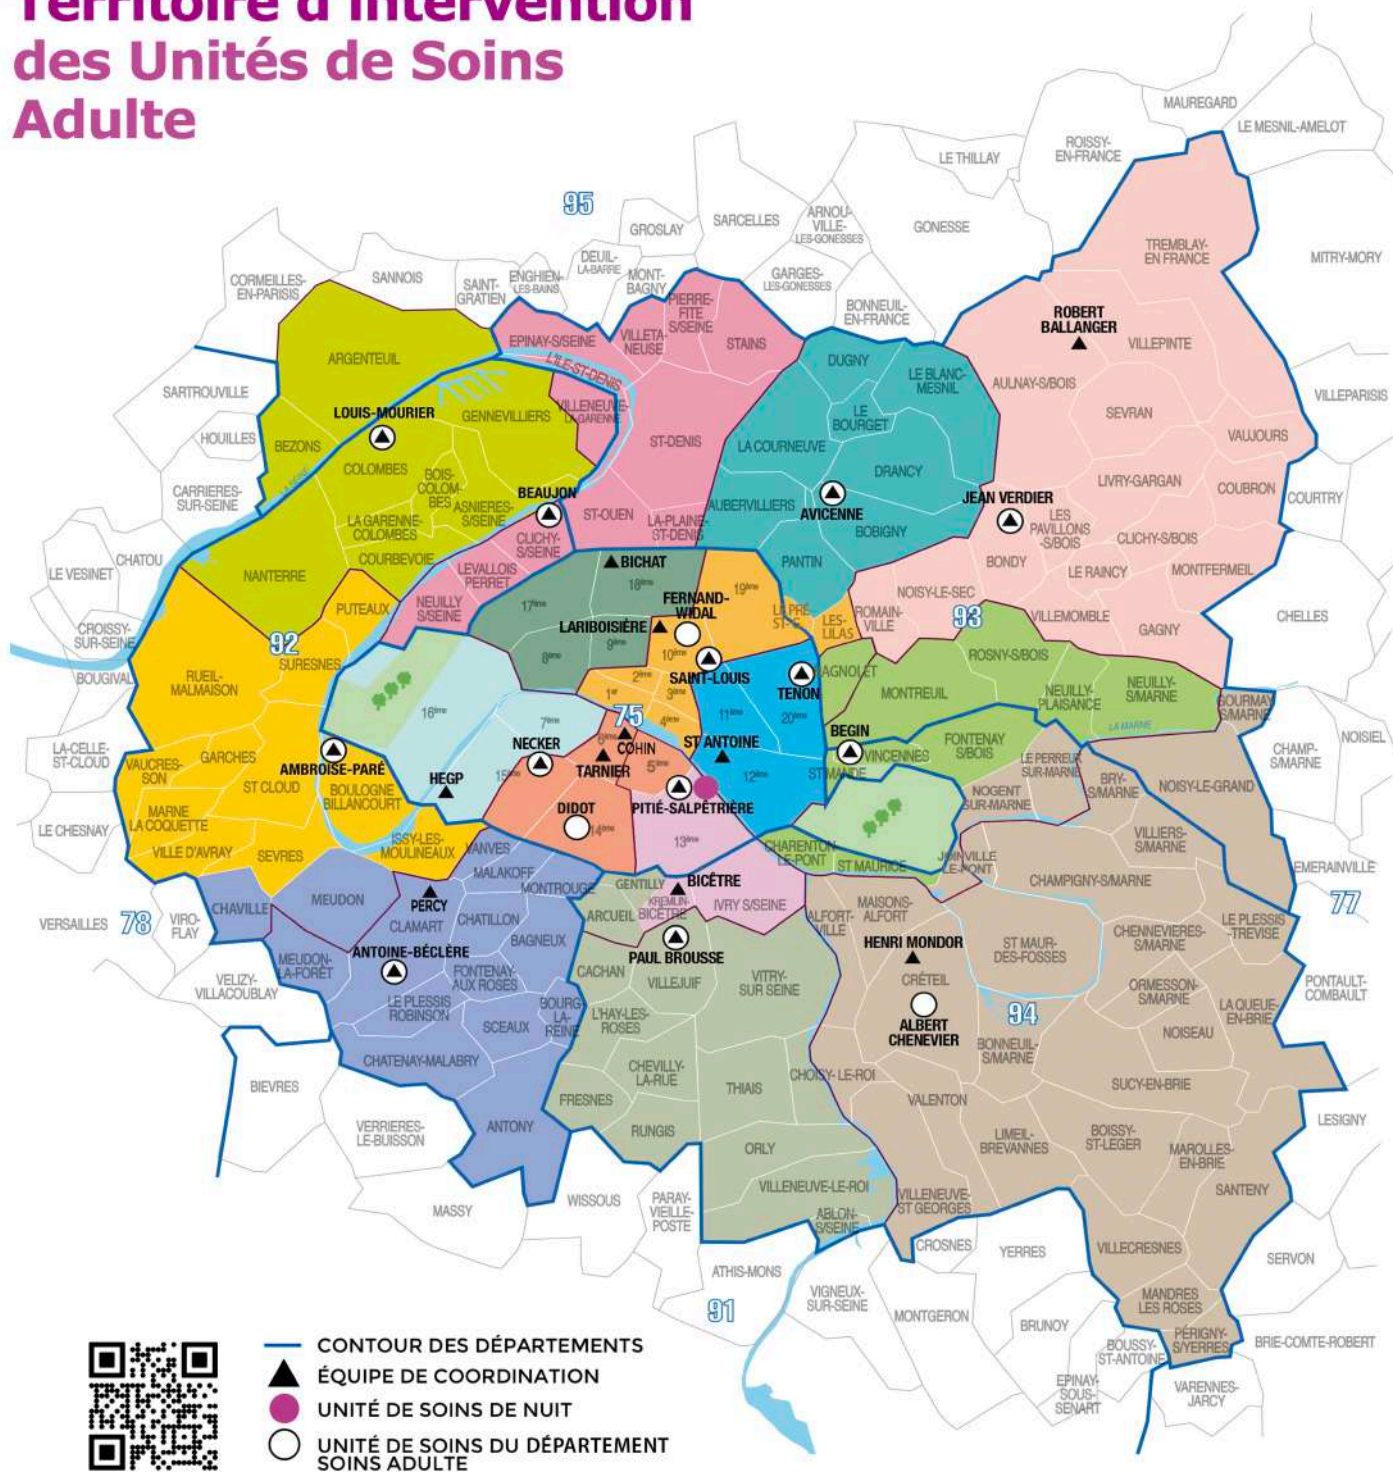 Territoire d'intervention
des Unités de Soins
Adulte
MAUREGARD
LE MESNIL-AMELOT
ROISSY-
EN-FRANCE
LE THILLAY
95
SARCELLES
ARNOU-
VILLE-
LES-GONESSES
GONESSE
GROSLAY
TREMBLAY-
EN FRANCE
MITRY-MORY
DEUIL-
LA-BARRE
CORMEILLES-
EN-PARISIS
SANNOIS
SAINT-
GRATIEN
ENGHIEN-
LES-BAINS
MONT-
BAGNY
GARGES-
LES-GONESSES
BONNEUIL-
EN-FRANCE
PIERRE-
FITE
S/SEINE
ROBERT
BALLANGER
VILLEPINTE
EPINAY-S/SEINE
VILLETA-
NEUSE
STAINS
ARGENTEUIL
L'ILE-ST-DENIS
DUGNY
LE BLANC-
MESNIL
AULNAY-S/BOIS
SARTROUVILLE
VILLEPARISIS
LOUIS-MOURIER
GENNEVILLIERS
VILLENEUVE-
LA-GARENNE
LE
BOURGET
SEVRAN
VAUJOURS
HOUILLES
BEZONS
ST-DENIS
LA COURNEUVE
COLOMBES
BOIS-
COLOM-
BES
DRANCY
LIVRY-GARGAN
COUBRON
COURTRY
CARRIERES-
SUR-SEINE
BEAUJON
ASNIERES-
S/SEINE
ST-OUEN
LA-PLAINE-
ST-DENIS
AUBERVILLIERS
AVICENNE
JEAN VERDIER
LES
PAVILLONS
-S/BOIS
LA GARENNE-
COLOMBES
CLICHY-
S/SEINE
BOBIGNY
CLICHY-S/BOIS
CHATOU
COURBEVOIE
LEVALLOIS
PERRET
BICHAT
18ème
PANTIN
BONDY
LE RAINCY
MONTFERMEIL
LE VESINET
NANTERRE
PUTEAUX
NEUILLY
S/SEINE
17ème
FERNAND-
WIDAL
19ème
LE PRÉ-
ST-G.
LES-
LILAS
ROMAIN-
VILLE
NOISY-LE-SEC
93
VILLEMOMBLE
CHELLES
CROISSY-
SUR-SEINE
92
LARIBOISIÈRE
9ème
GAGNY
BOUGIVAL
SURESNES
8ème
10ème
SAINT-LOUIS
ROSNY-S/BOIS
RUEIL-
MALMAISON
2ème
TENON
BAGNOLET
MONTREUIL
NEUILLY-
PLAISANCE
NEUILLY-
S/MARNE
1er
3ème
GOURMAY
S/MARNE
16ème
7ème
75
4ème
11ème
20ème
LA MARNE
LA-CELLE-
ST-CLOUD
GARCHES
VAUCRES-
SON
AMBROISE-PARÉ
NECKER
6ème
COHIN
ST ANTOINE
BEGIN
VINCENNES
FONTENAY
S/BOIS
LE PERREUX
SUR-MARNE
CHAMP-
S/MARNE
NOISIEL
15ème
TARNIER
5ème
12ème
ST MANDE
BRY-
S/MARNE
NOISY-LE-GRAND
ST CLOUD
BOULOGNE
BILLANCOURT
HEGP
NOGENT
SUR-MARNE
MARNE
LA COQUETTE
DIDOT
14ème
PITIÉ-SALPÊTRIÈRE
LE CHESNAY
ISSY-LES-
MOULINEAUX
VANVES
13ème
CHARENTON-
LE-PONT
VILLIERS-
S/MARNE
VILLE D'AVRAY
SEVRES
ST MAURICE
JOINVILLE
LE-PONT
EMERAINVILLE
MALAKOFF
MONTROUGE
GENTILLY
BICÊTRE
CHAMPIGNY-S/MARNE
MEUDON
PERCY
KREMLIN-
BICETRE
IVRY S/SEINE
MAISONS-
ALFORT
77
VERSAILLES
78
VIRO-
FLAY
CHAVILLE
CLAMART
CHATILLON
ARCUEIL
ALFORT-
VILLE
LE PLESSIS
-TREVISE
BAGNEUX
HENRI MONDOR
ST MAUR-
DES-FOSSES
CHENNEVIERES-
S/MARNE
ANTOINE-BÉCLÈRE
PAUL BROUSSE
MEUDON-
LA-FORÊT
FONTENAY-
AUX ROSES
CACHAN
VILLEJUIF
VITRY-
SUR SEINE
CRÉTEIL
VELIZY-
VILLACOUBLAY
ORMESSON-
S/MARNE
PONTAULT-
COMBAULT
LE PLESSIS
ROBINSON
BOURG-
LA-
REINE
L'HAY-LES-
ROSES
94
LA QUEUE-
EN-BRIE
SCEAUX
ALBERT
CHENEVIER
NOISEAU
BONNEUIL-
S/MARNE
CHATENAY-MALABRY
CHEVILLY-
LA-RUE
CHOISY-LE-ROI
BIEVRES
THIAIS
SUCY-EN-BRIE
FRESNES
VALENTON
LESIGNY
VERRIERES-
LE-BUISSON
ANTONY
RUNGIS
LIMEIL-
BREVANNES
BOISSY-
ST-LEGER
ORLY
MAROLLES-
EN-BRIE
VILLENEUVE-LE-ROI
SANTENY
MASSY
WISSOUS
PARAY-
VIEILLE-
POSTE
ABLON-
S/SEINE
VILLENEUVE-
ST GEORGES
CROSNES
YERRES
VILLECRESNES
SERVON
ATHIS-MONS
VIGNEUX-
SUR-SEINE
MANDRES
LES ROSES
91
MONTGERON
BRUNOY
PÉRIGNY-
S/YERRES
BRIE-COMTE-ROBERT
BOUSSY-
ST-ANTOINE
EPINAY-
SOUS-
SENART
VARENNES-
JARCY
CONTOUR DES DÉPARTEMENTS
ÉQUIPE DE COORDINATION
UNITÉ DE SOINS DE NUIT
UNITÉ DE SOINS DU DÉPARTEMENT
SOINS ADULTE